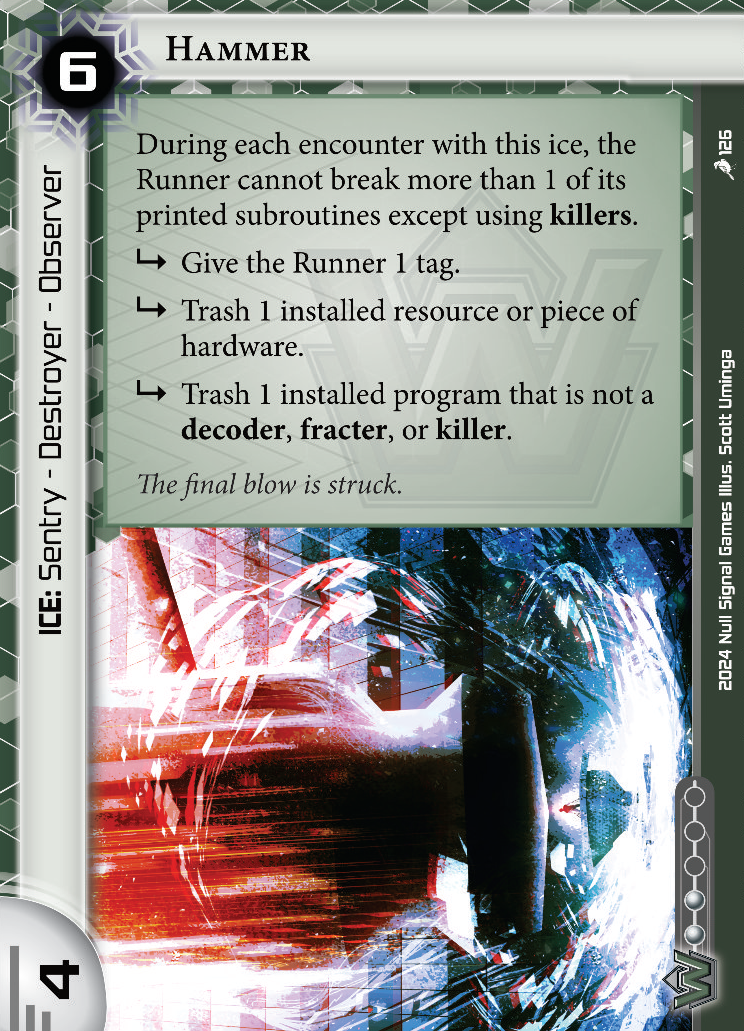 6
HAMMER
During each encounter with this ice, the
Runner cannot break more than 1 of its
printed subroutines except using killers.
Give the Runner 1 tag.
Trash 1 installed resource or piece of
hardware.
Trash 1 installed program that is not a
decoder, fracter, or killer.
The final blow is struck.
ICE: Sentry - Destroyer - Observer
4
126
2024 Null Signal Games Illus. Scott Uminga